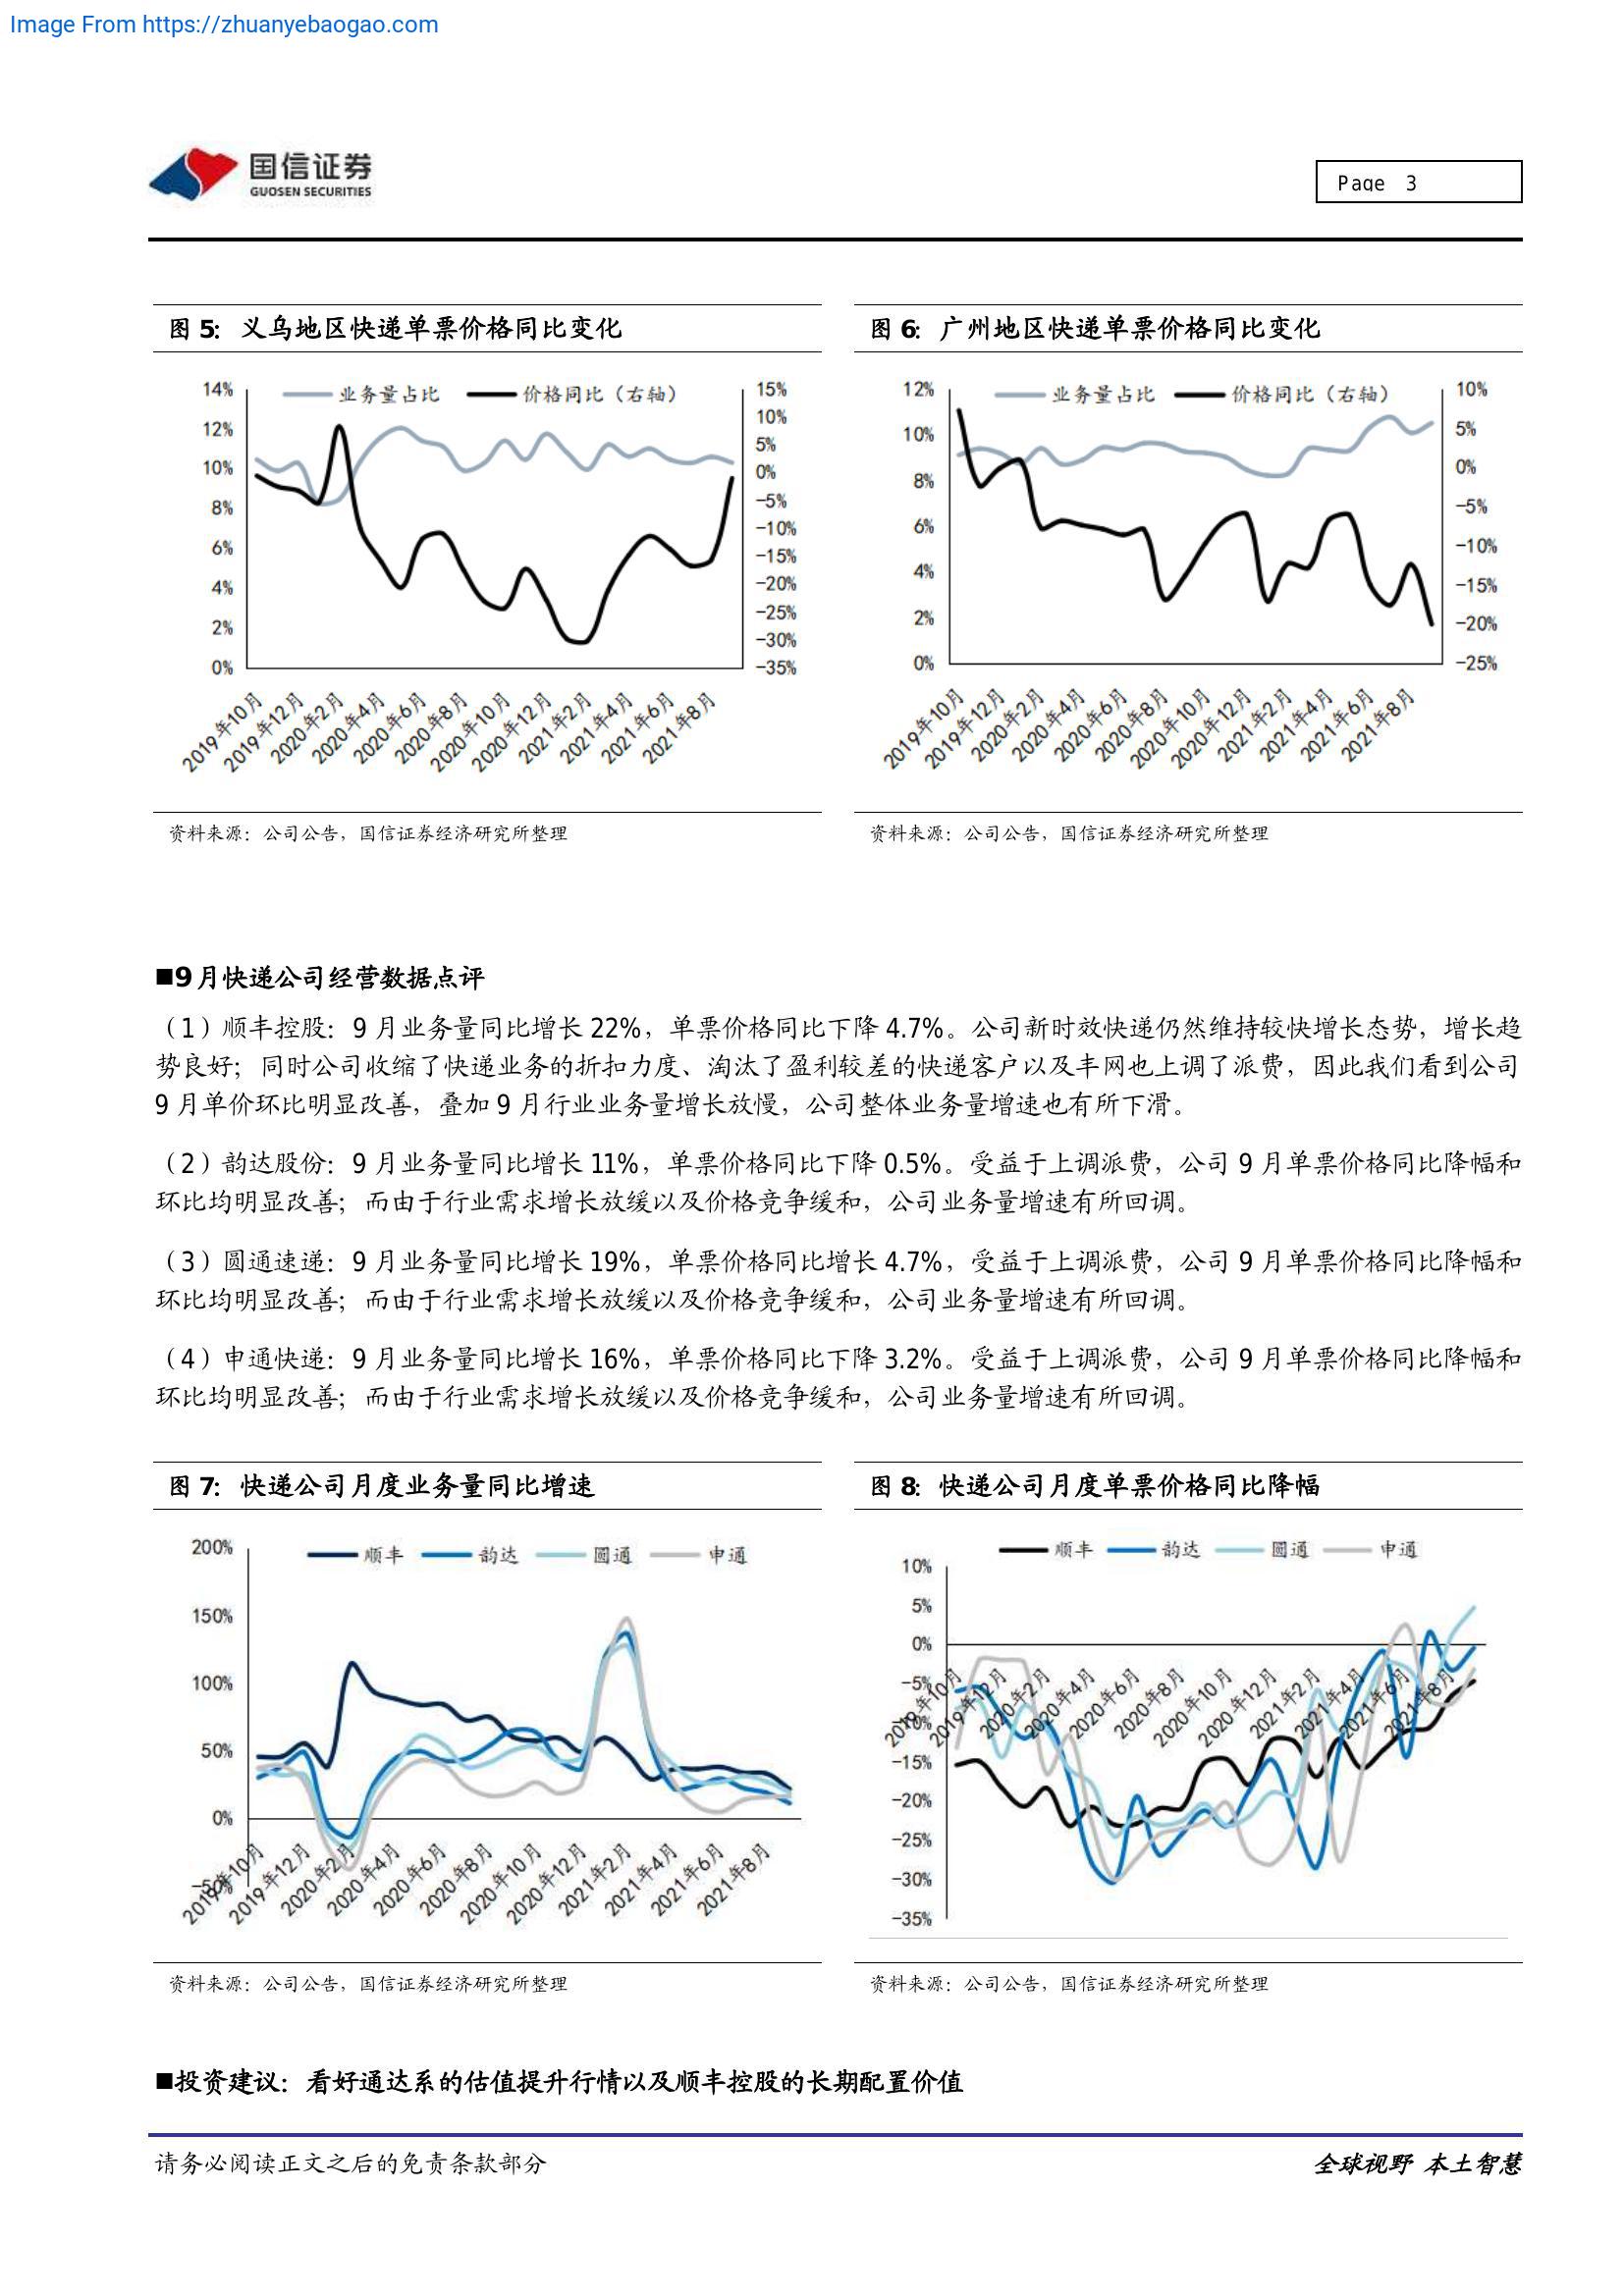 Image From https://zhuanyebaogao.com
国信证券
GUOSEN SECURITIES
Page 3
图 5：义乌地区快递单票价格同比变化
14%
12%
10%
8%
6%
4%
2%
0%
业务量占比
价格同比（右轴）
15%
10%
5%
0%
-5%
-10%
-15%
-20%
-25%
-30%
-35%
2019年10月
2019年12月
2020年2月
2020年4月
2020年6月
2020年8月
2020年10月
2020年12月
2021年2月
2021年4月
2021年6月
2021年8月
资料来源：公司公告，国信证券经济研究所整理
图 6：广州地区快递单票价格同比变化
12%
10%
8%
6%
4%
2%
0%
业务量占比
价格同比（右轴）
10%
5%
0%
-5%
-10%
-15%
-20%
-25%
2019年10月
2019年12月
2020年2月
2020年4月
2020年6月
2020年8月
2020年10月
2020年12月
2021年2月
2021年4月
2021年6月
2021年8月
资料来源：公司公告，国信证券经济研究所整理
■9月快递公司经营数据点评
（1）顺丰控股：9 月业务量同比增长 22%，单票价格同比下降 4.7%。公司新时效快递仍然维持较快增长态势，增长趋
势良好；同时公司收缩了快递业务的折扣力度、淘汰了盈利较差的快递客户以及丰网也上调了派费，因此我们看到公司
9 月单价环比明显改善，叠加 9 月行业业务量增长放慢，公司整体业务量增速也有所下滑。
（2）韵达股份：9 月业务量同比增长 11%，单票价格同比下降 0.5%。受益于上调派费，公司 9 月单票价格同比降幅和
环比均明显改善；而由于行业需求增长放缓以及价格竞争缓和，公司业务量增速有所回调。
（3）圆通速递：9 月业务量同比增长 19%，单票价格同比增长 4.7%，受益于上调派费，公司 9 月单票价格同比降幅和
环比均明显改善；而由于行业需求增长放缓以及价格竞争缓和，公司业务量增速有所回调。
（4）申通快递：9 月业务量同比增长 16%，单票价格同比下降 3.2%。受益于上调派费，公司 9 月单票价格同比降幅和
环比均明显改善；而由于行业需求增长放缓以及价格竞争缓和，公司业务量增速有所回调。
图 7：快递公司月度业务量同比增速
200%
150%
100%
50%
0%
-50%
顺丰
韵达
圆通
申通
2019年10月
2019年12月
2020年2月
2020年4月
2020年6月
2020年8月
2020年10月
2020年12月
2021年2月
2021年4月
2021年6月
2021年8月
资料来源：公司公告，国信证券经济研究所整理
图 8：快递公司月度单票价格同比降幅
顺丰
韵达
圆通
申通
10%
5%
0%
-5%
-10%
-15%
-20%
-25%
-30%
-35%
2019年10月
2019年12月
2020年2月
2020年4月
2020年6月
2020年8月
2020年10月
2020年12月
2021年2月
2021年4月
2021年6月
2021年8月
资料来源：公司公告，国信证券经济研究所整理
■投资建议：看好通达系的估值提升行情以及顺丰控股的长期配置价值
请务必阅读正文之后的免责条款部分
全球视野 本土智慧